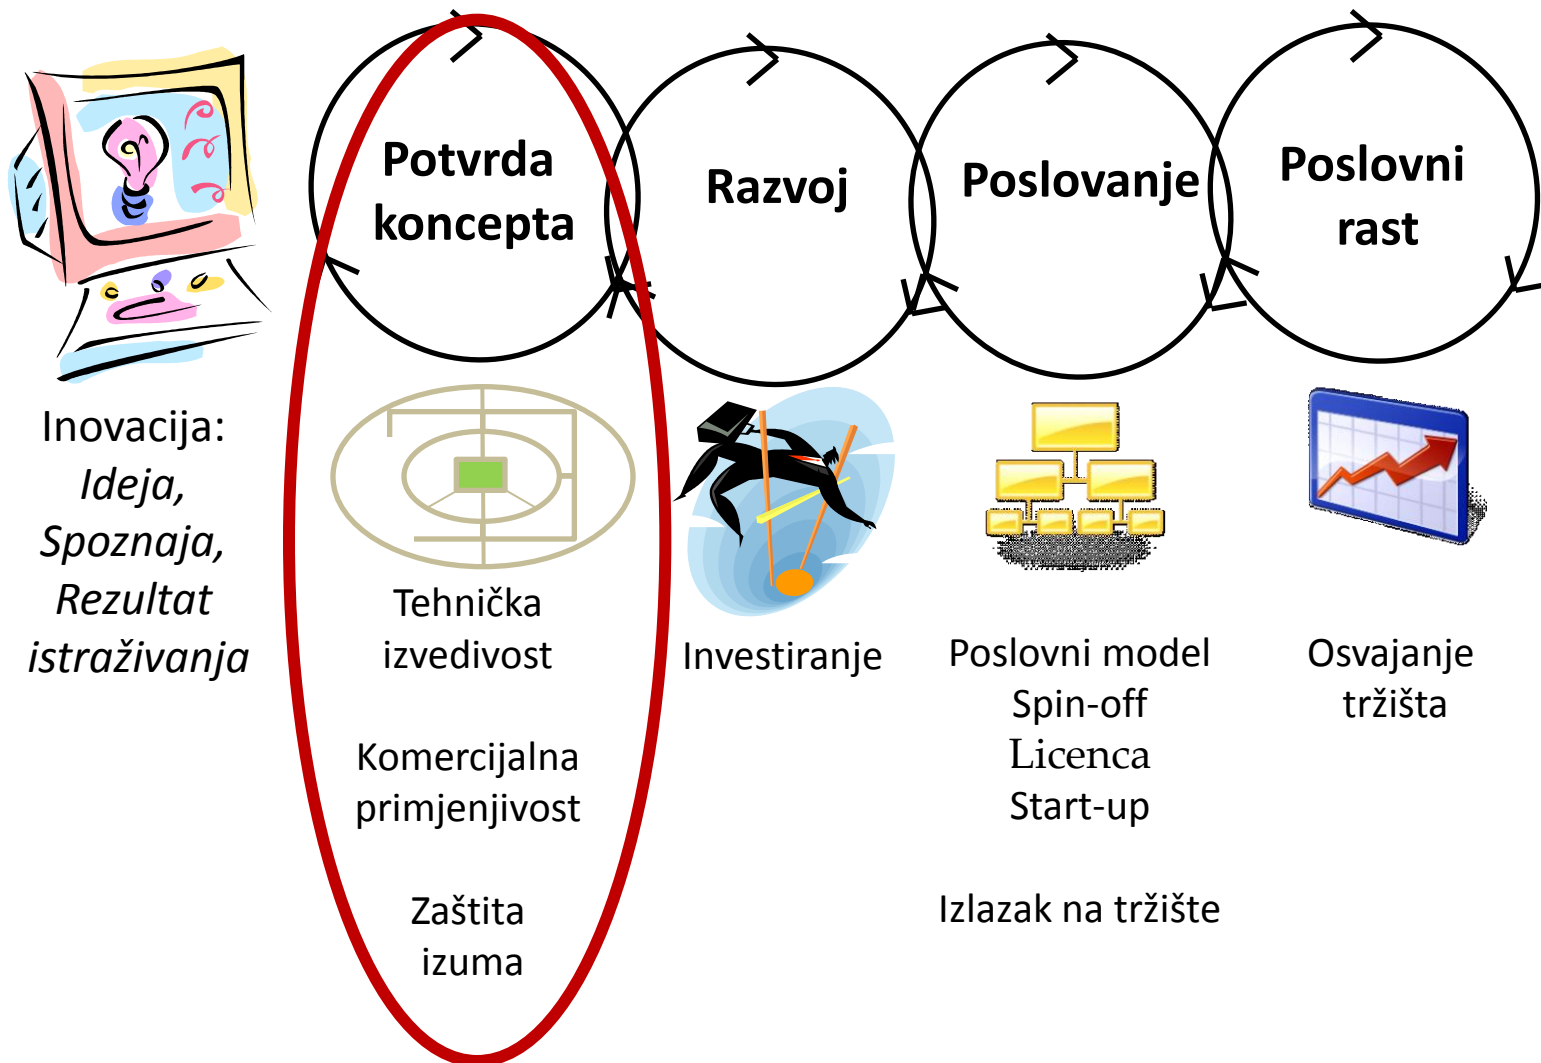 Potvrda
koncepta
Razvoj
Poslovanje
Poslovni
rast
Inovacija:
Ideja,
Spoznaja,
Rezultat
istraživanja
Tehnička
izvedivost
Komercijalna
primjenjivost
Zaštita
izuma
Investiranje
Poslovni model
Spin-off
Licenca
Start-up
Izlazak na tržište
Osvajanje
tržišta